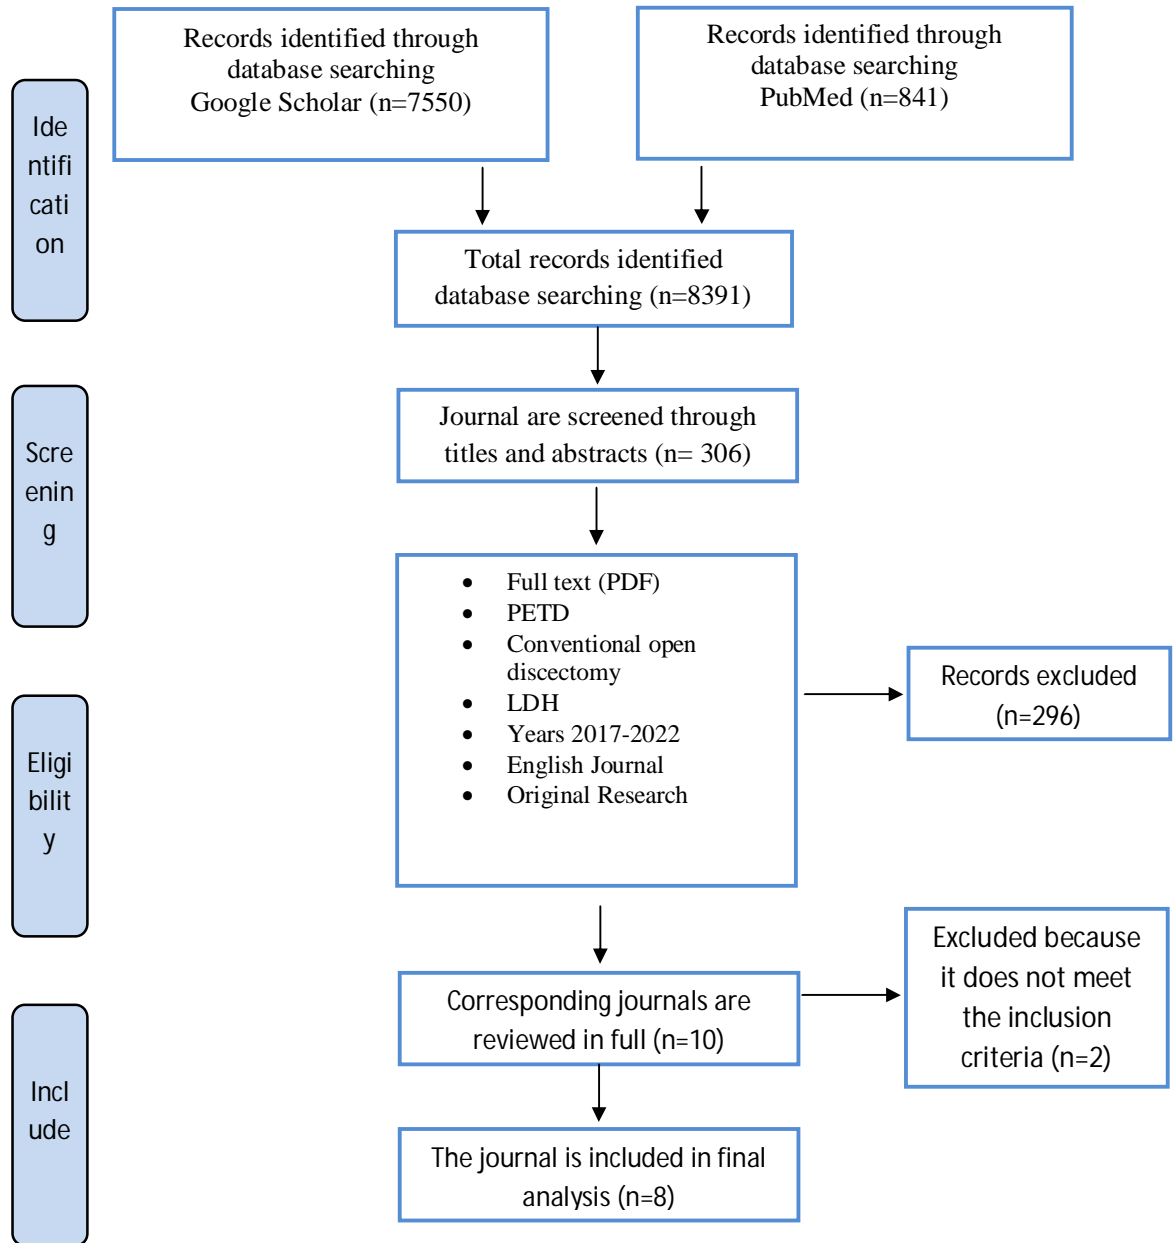 Records identified through
database searching
Google Scholar (n=7550)
Records identified through
database searching
PubMed (n=841)
Ide
ntifi
cati
on
Total records identified
database searching (n=8391)
Scre
enin
g
Journal are screened through
titles and abstracts (n= 306)
• Full text (PDF)
• PETD
• Conventional open
discectomy
• LDH
• Years 2017-2022
• English Journal
• Original Research
Records excluded
(n=296)
Eligi
bilit
y
Corresponding journals are
reviewed in full (n=10)
Excluded because
it does not meet
the inclusion
criteria (n=2)
Incl
ude
The journal is included in final
analysis (n=8)